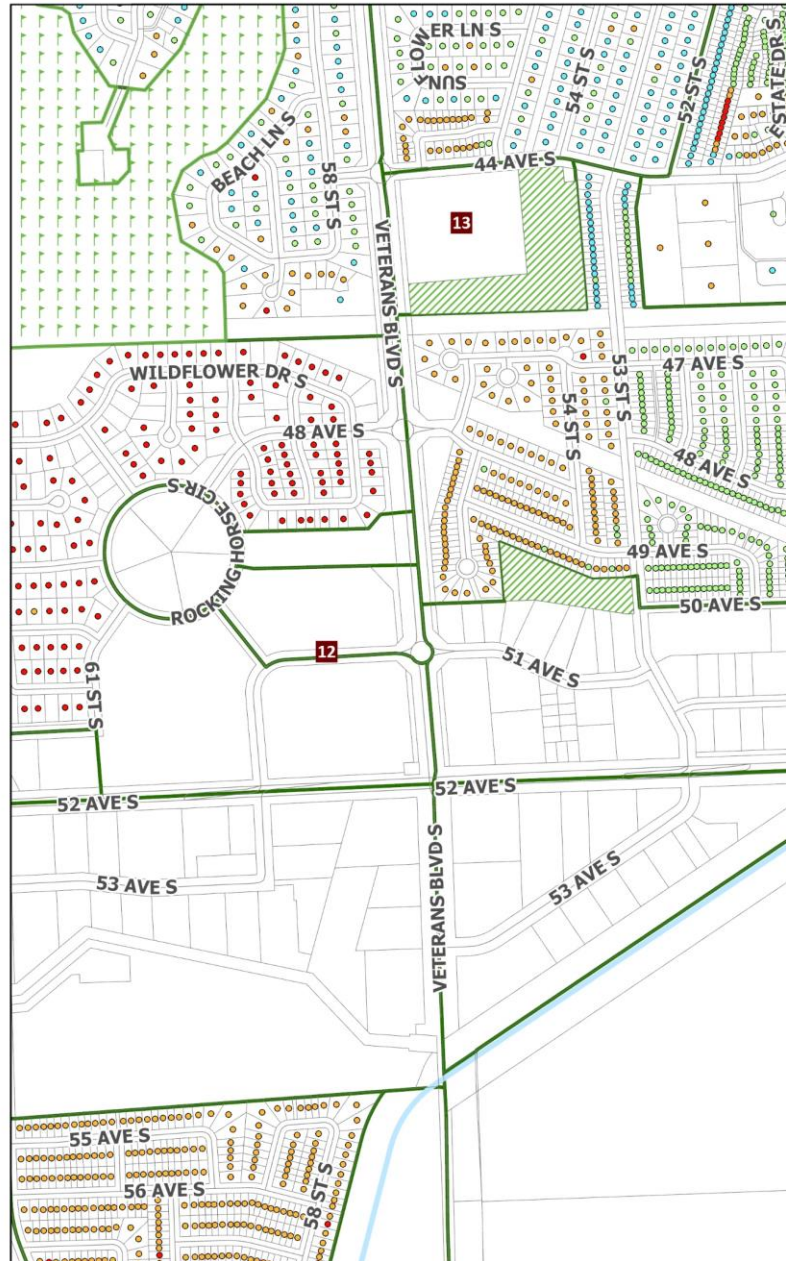 ER LN S
FLOW
SUN
54 ST S
52 ST S
ESTATE DR S
44 AVE S
BEACH LN S
58 ST S
13
VETERANS BLVD S
WILDFLOWER DR S
47 AVE S
53 ST S
54 ST S
48 AVE S
48 AVE S
ROCKING HORSE CIR S
49 AVE S
50 AVE S
12
51 AVE S
61 ST S
52 AVE S
52 AVE S
53 AVE S
53 AVE S
VETERANS BLVD S
55 AVE S
56 AVE S
58 ST S